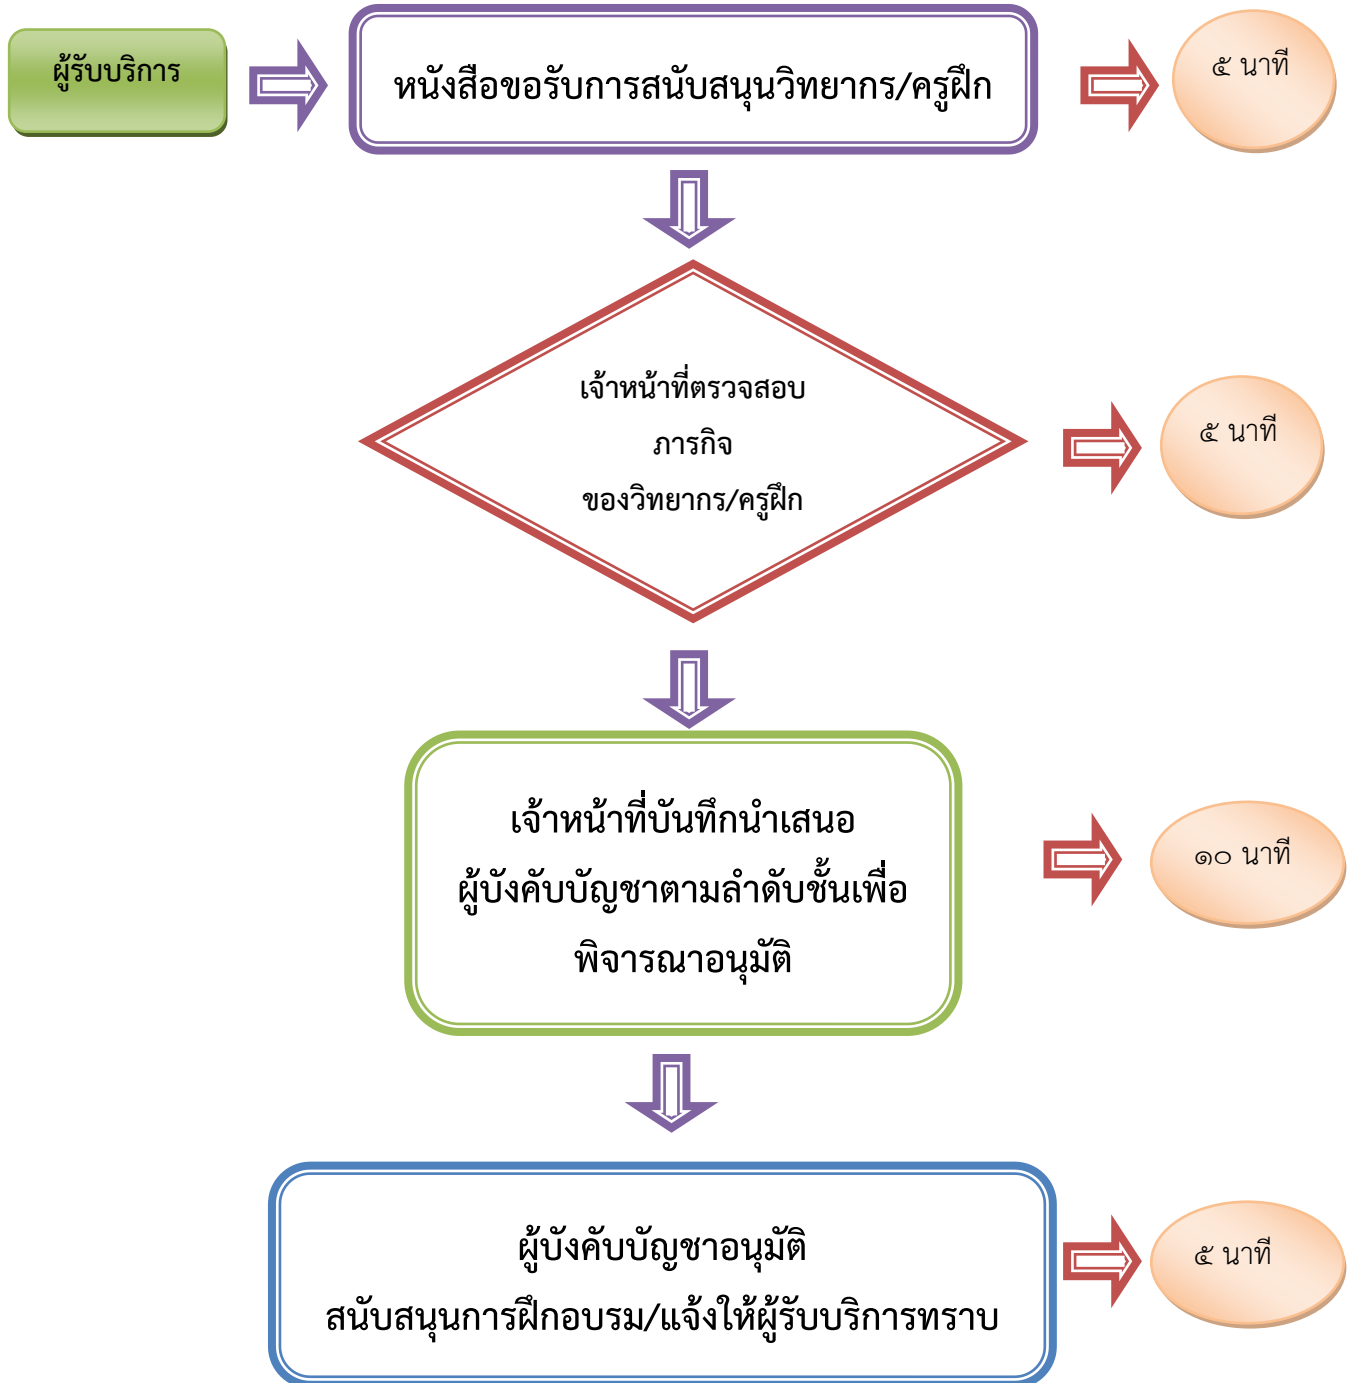 ผู้รับบริการ
หนังสือขอรับการสนับสนุนวิทยากร/ครูฝึก
๕ นาที
เจ้าหน้าที่ตรวจสอบ
ภารกิจ
ของวิทยากร/ครูฝึก
๕ นาที
เจ้าหน้าที่บันทึกนำเสนอ
ผู้บังคับบัญชาตามลำดับชั้นเพื่อ
พิจารณาอนุมัติ
๑๐ นาที
ผู้บังคับบัญชาอนุมัติ
สนับสนุนการฝึกอบรม/แจ้งให้ผู้รับบริการทราบ
๕ นาที